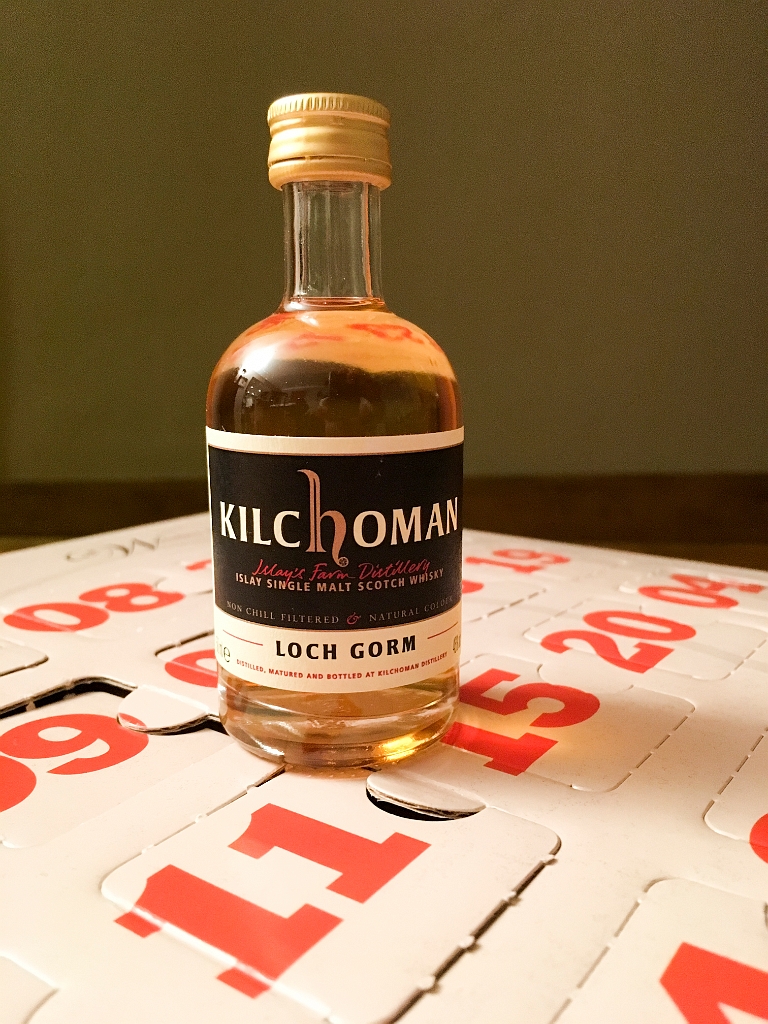 KILCHOMAN
Islay's Farm Distillery
ISLAY SINGLE MALT SCOTCH WHISKY
NON CHILL FILTERED & NATURAL COLOUR
LOCH GORM
DISTILLED, MATURED AND BOTTLED AT KILCHOMAN DISTILLERY
19
04
08
20
15
09
11